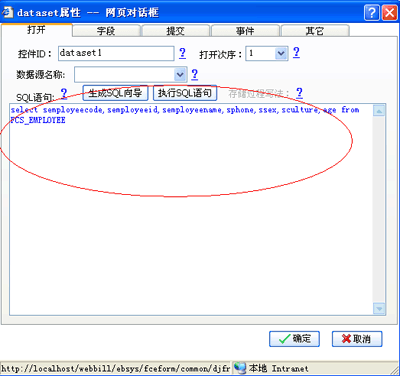 dataset属性 -- 网页对话框
打开 字段 提交 事件 其它
控件ID： dataset1 ? 打开次序： 1 ?
数据源名称: ?
SQL语句: ? 生成SQL向导 执行SQL语句 存储过程写法： ?
select semployeecode,semployeeid,semployeename,sphone,ssex,sculture,age from
FCS_EMPLOYEE
确定 取消
http://localhost/webbill/ebsys/fceform/common/djfr 本地 Intranet